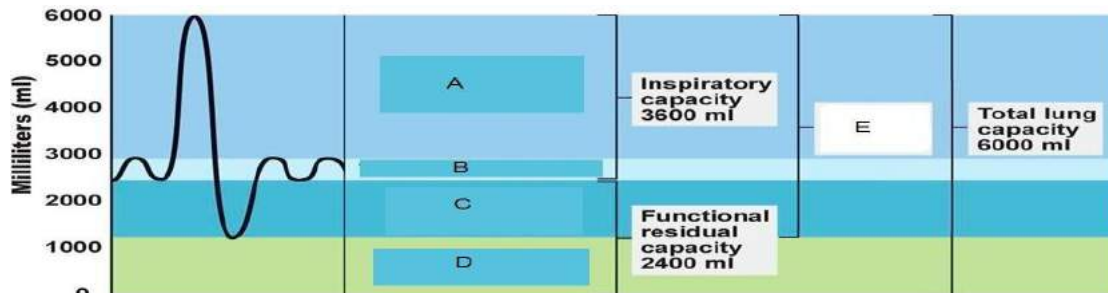 6000
5000
4000
3000
2000
1000
0
Milliliters (ml)
A
B
C
D
Inspiratory
capacity
3600 ml
Functional
residual
capacity
2400 ml
E
Total lung
capacity
6000 ml